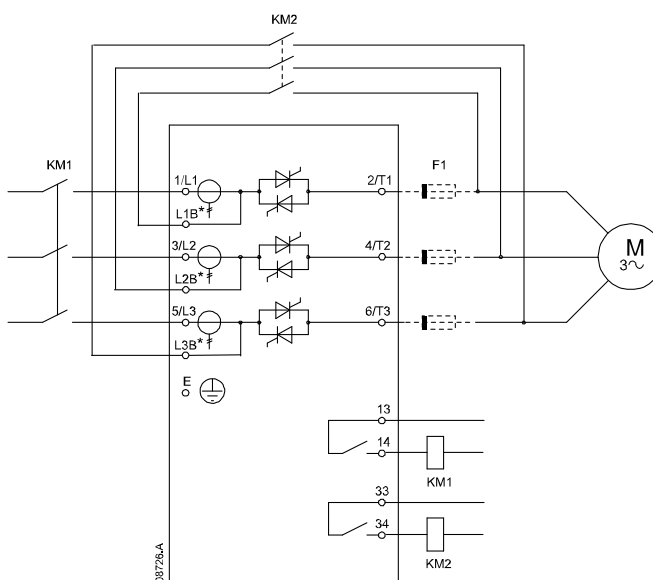 KM2
KM1
F1
1/L1
2/T1
L1B*
3/L2
4/T2
M
3~
L2B*
5/L3
6/T3
L3B*
E
13
14
KM1
33
34
KM2
08726.A